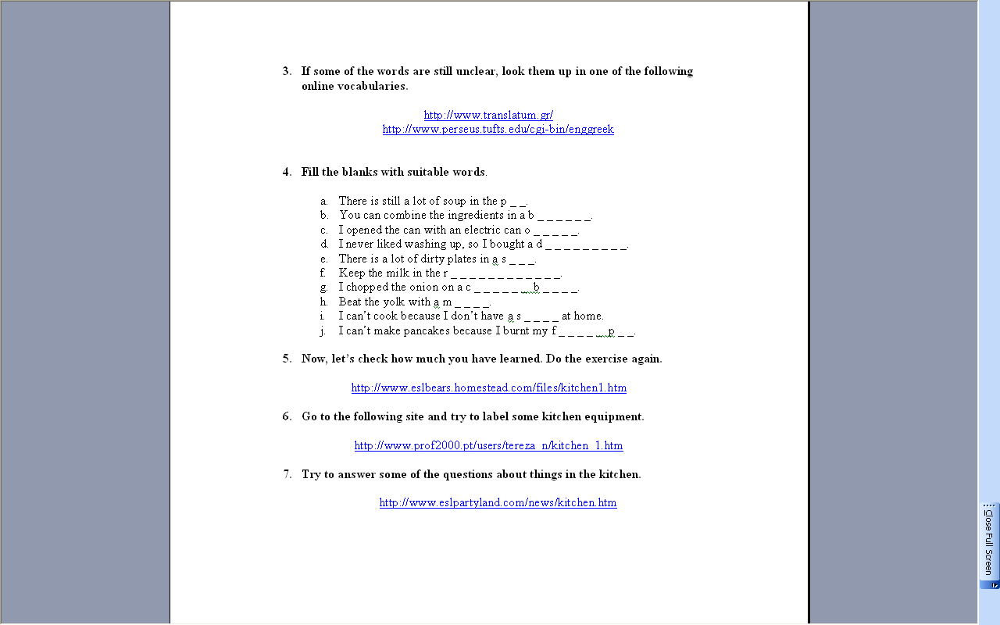 3. If some of the words are still unclear, look them up in one of the following
online vocabularies.
http://www.translatum.gr/
http://www.perseus.tufts.edu/cgi-bin/enggreek
4. Fill the blanks with suitable words.
a. There is still a lot of soup in the p _ _.
b. You can combine the ingredients in a b _ _ _ _ _ _.
c. I opened the can with an electric can o _ _ _ _ _.
d. I never liked washing up, so I bought a d _ _ _ _ _ _ _ _ _.
e. There is a lot of dirty plates in a s _ _ _.
f. Keep the milk in the r _ _ _ _ _ _ _ _ _ _ _ _.
g. I chopped the onion on a c _ _ _ _ _ _ b _ _ _ _.
h. Beat the yolk with a m _ _ _ _.
i. I can't cook because I don't have a s _ _ _ _ at home.
j. I can't make pancakes because I burnt my f _ _ _ _ _ p _ _.
5. Now, let's check how much you have learned. Do the exercise again.
http://www.eslbears.homestead.com/files/kitchen1.htm
6. Go to the following site and try to label some kitchen equipment.
http://www.prof2000.pt/users/tereza_n/kitchen_1.htm
7. Try to answer some of the questions about things in the kitchen.
http://www.eslpartyland.com/news/kitchen.htm
Close Full Screen